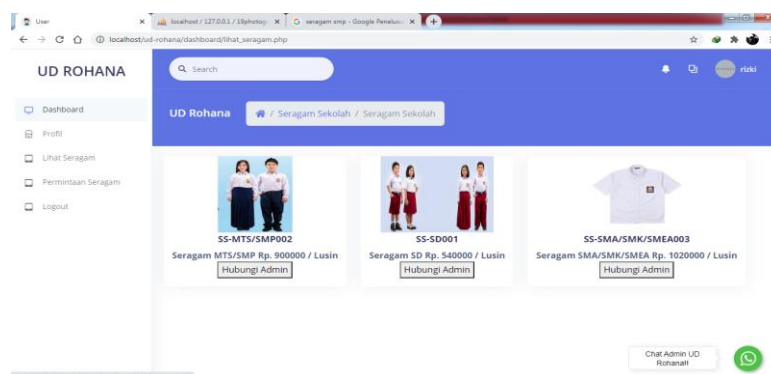 User
localhost / 127.0.0.1 / 19photog
seragam smp - Google Penelus
localhost/ud-rohana/dashboard/lihat_seragam.php
UD ROHANA
Search
rizki
Dashboard
Profil
Lihat Seragam
Permintaan Seragam
Logout
UD Rohana
/ Seragam Sekolah / Seragam Sekolah
SS-MTS/SMP002
Seragam MTS/SMP Rp. 900000 / Lusin
Hubungi Admin
SS-SD001
Seragam SD Rp. 540000 / Lusin
Hubungi Admin
SS-SMA/SMK/SMEA003
Seragam SMA/SMK/SMEA Rp. 1020000 / Lusin
Hubungi Admin
Chat Admin UD
Rohana!!